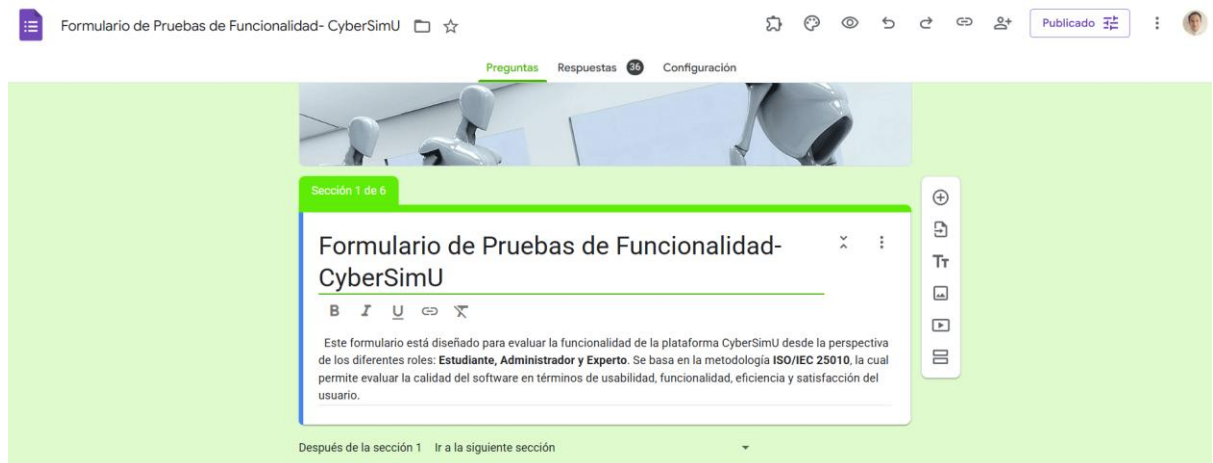 Formulario de Pruebas de Funcionalidad- CyberSimU
Publicado
Preguntas Respuestas 36 Configuración
Sección 1 de 6
Formulario de Pruebas de Funcionalidad-
CyberSimU
B I U
Este formulario está diseñado para evaluar la funcionalidad de la plataforma CyberSimU desde la perspectiva
de los diferentes roles: Estudiante, Administrador y Experto. Se basa en la metodología ISO/IEC 25010, la cual
permite evaluar la calidad del software en términos de usabilidad, funcionalidad, eficiencia y satisfacción del
usuario.
Tт
Después de la sección 1 Ir a la siguiente sección